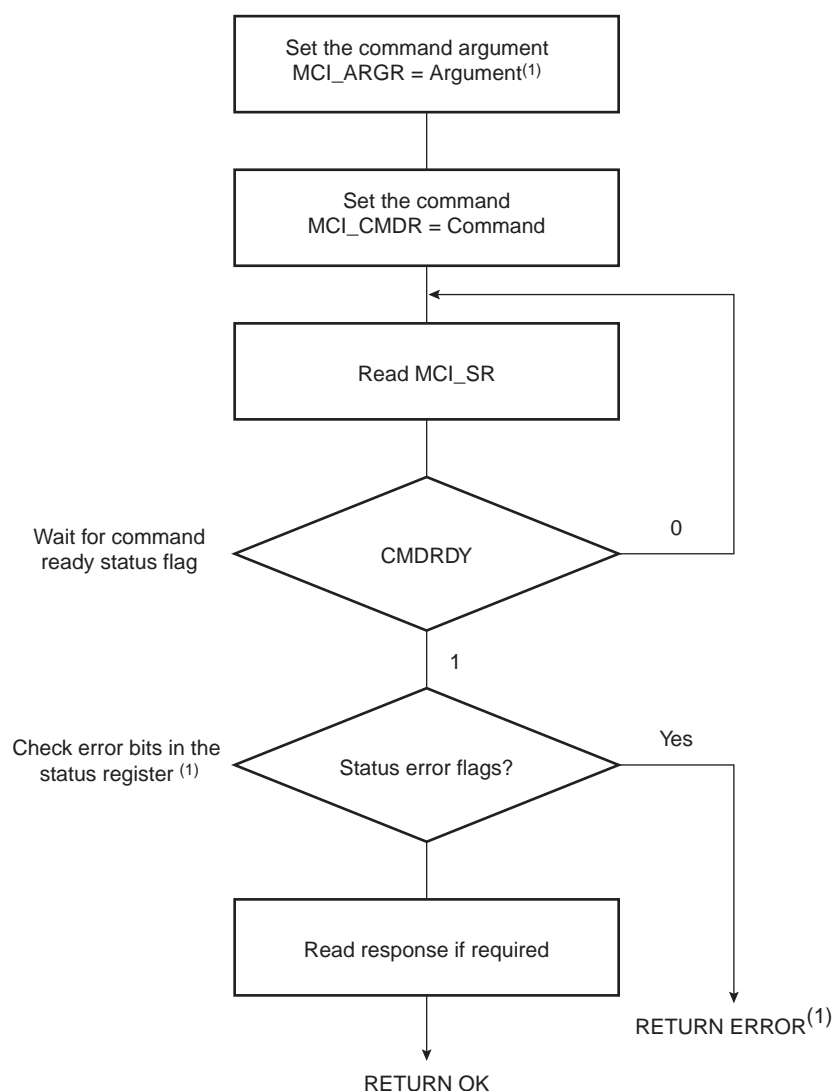 Set the command argument
MCI_ARGR = Argument(1)
Set the command
MCI_CMDR = Command
Read MCI_SR
Wait for command
ready status flag
CMDRDY
0
1
Check error bits in the
status register (1)
Status error flags?
Yes
Read response if required
RETURN ERROR(1)
RETURN OK